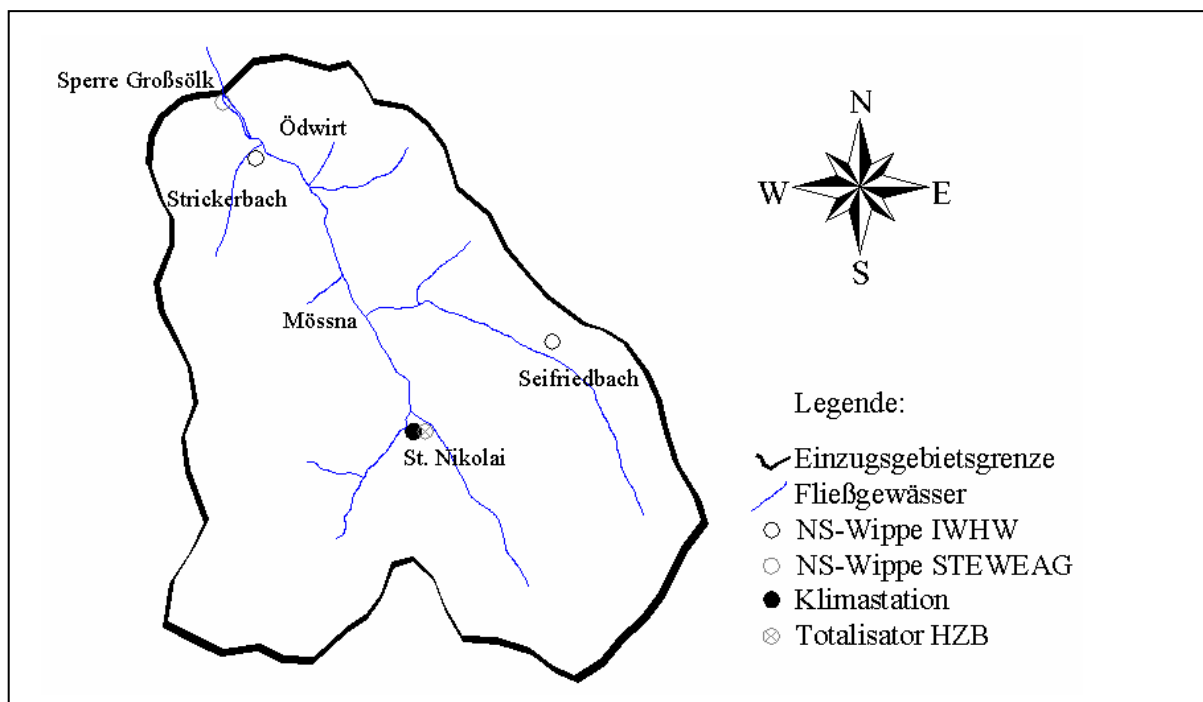 Sperre Großsölk
Ödwirt
Strickerbach
Mössna
Seifriedbach
St. Nikolai
N
W
E
S
Legende:
Einzugsgebietsgrenze
Fließgewässer
NS-Wippe IWHW
NS-Wippe STEWEAG
Klimastation
Totalisator HZB